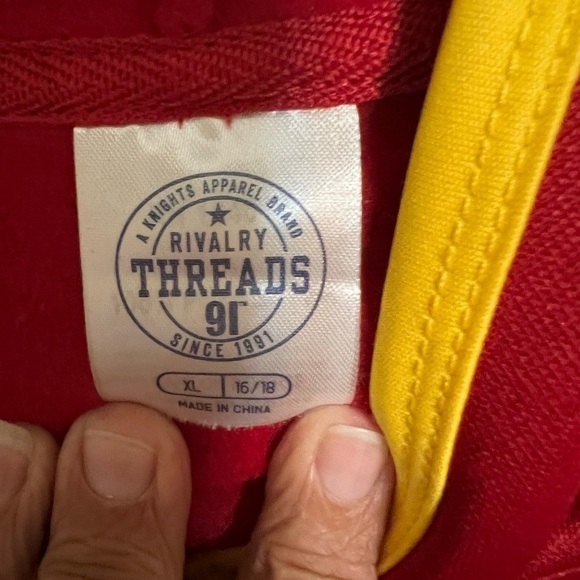 A KNIGHTS APPAREL BRAND
RIVALRY
THREADS
91
SINCE 1991
XL 16/18
MADE IN CHINA